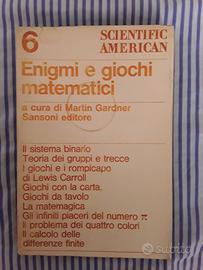 6
SCIENTIFIC
AMERICAN
Enigmi e giochi
matematici
a cura di Martin Gardner
Sansoni editore
Il sistema binario
Teoria dei gruppi e trecce
I giochi e i rompicapo
di Lewis Carroll
Giochi con la carta.
Giochi da tavolo
La matemagica
Gli infiniti piaceri del numero π
Il problema dei quattro colori
Il calcolo delle
differenze finite
subito